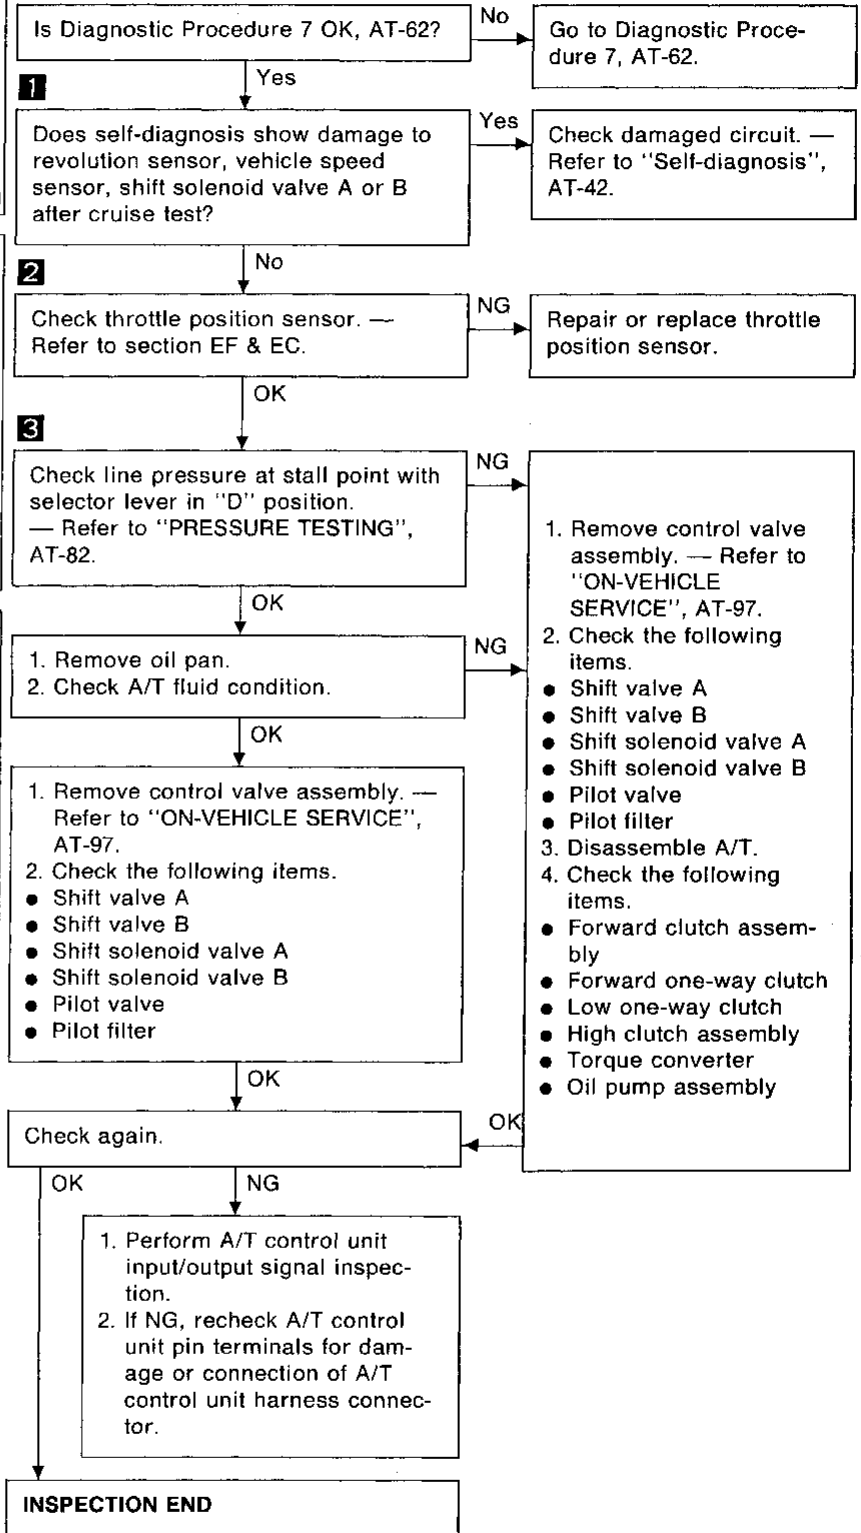 Is Diagnostic Procedure 7 OK, AT-62?
No
Go to Diagnostic Proce-
dure 7, AT-62.
Yes
1
Does self-diagnosis show damage to
revolution sensor, vehicle speed
sensor, shift solenoid valve A or B
after cruise test?
Yes
Check damaged circuit. —
Refer to "Self-diagnosis",
AT-42.
No
2
Check throttle position sensor. —
Refer to section EF & EC.
NG
Repair or replace throttle
position sensor.
OK
3
Check line pressure at stall point with
selector lever in "D" position.
— Refer to "PRESSURE TESTING",
AT-82.
NG
OK
1. Remove oil pan.
2. Check A/T fluid condition.
NG
OK
1. Remove control valve assembly. —
Refer to "ON-VEHICLE SERVICE",
AT-97.
2. Check the following items.
● Shift valve A
● Shift valve B
● Shift solenoid valve A
● Shift solenoid valve B
● Pilot valve
● Pilot filter
OK
1. Remove control valve
assembly. — Refer to
"ON-VEHICLE
SERVICE", AT-97.
2. Check the following
items.
● Shift valve A
● Shift valve B
● Shift solenoid valve A
● Shift solenoid valve B
● Pilot valve
● Pilot filter
3. Disassemble A/T.
4. Check the following
items.
● Forward clutch assem-
bly
● Forward one-way clutch
● Low one-way clutch
● High clutch assembly
● Torque converter
● Oil pump assembly
OK
Check again.
OK
NG
1. Perform A/T control unit
input/output signal inspec-
tion.
2. If NG, recheck A/T control
unit pin terminals for dam-
age or connection of A/T
control unit harness connec-
tor.
INSPECTION END